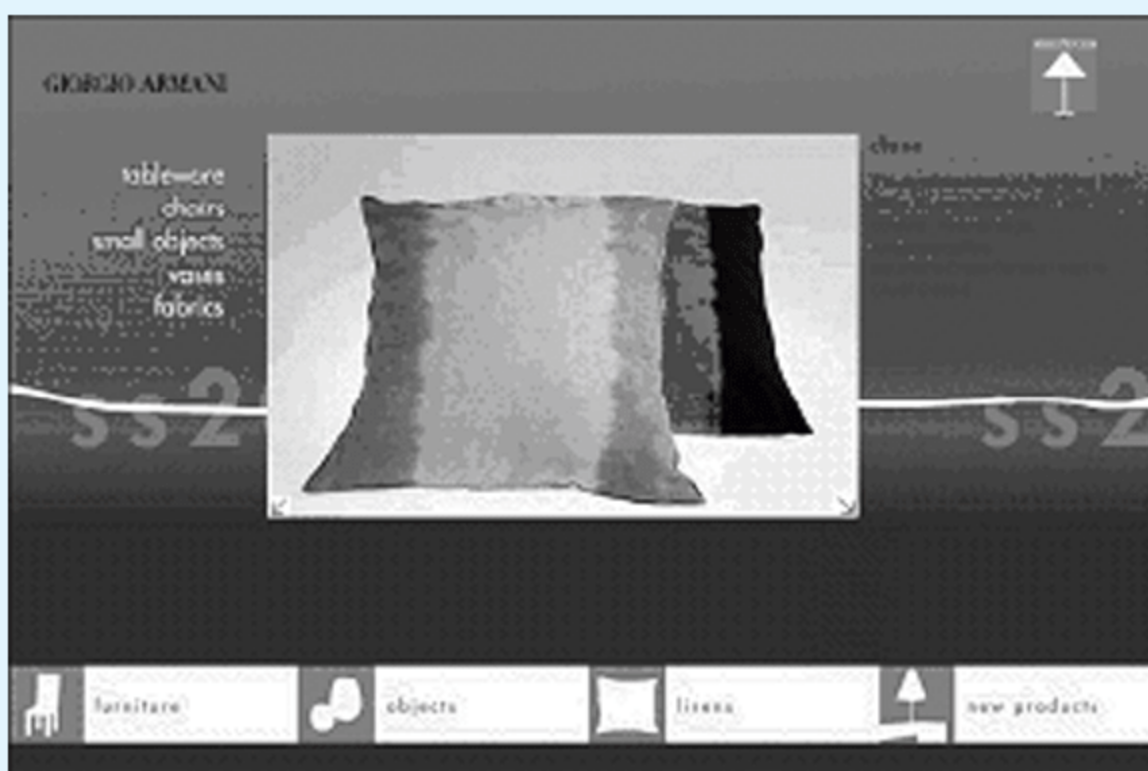 GIORGIO ARMANI
close
tableware
chairs
small objects
vases
fabrics
ss2
ss2
furniture
objects
linens
new products